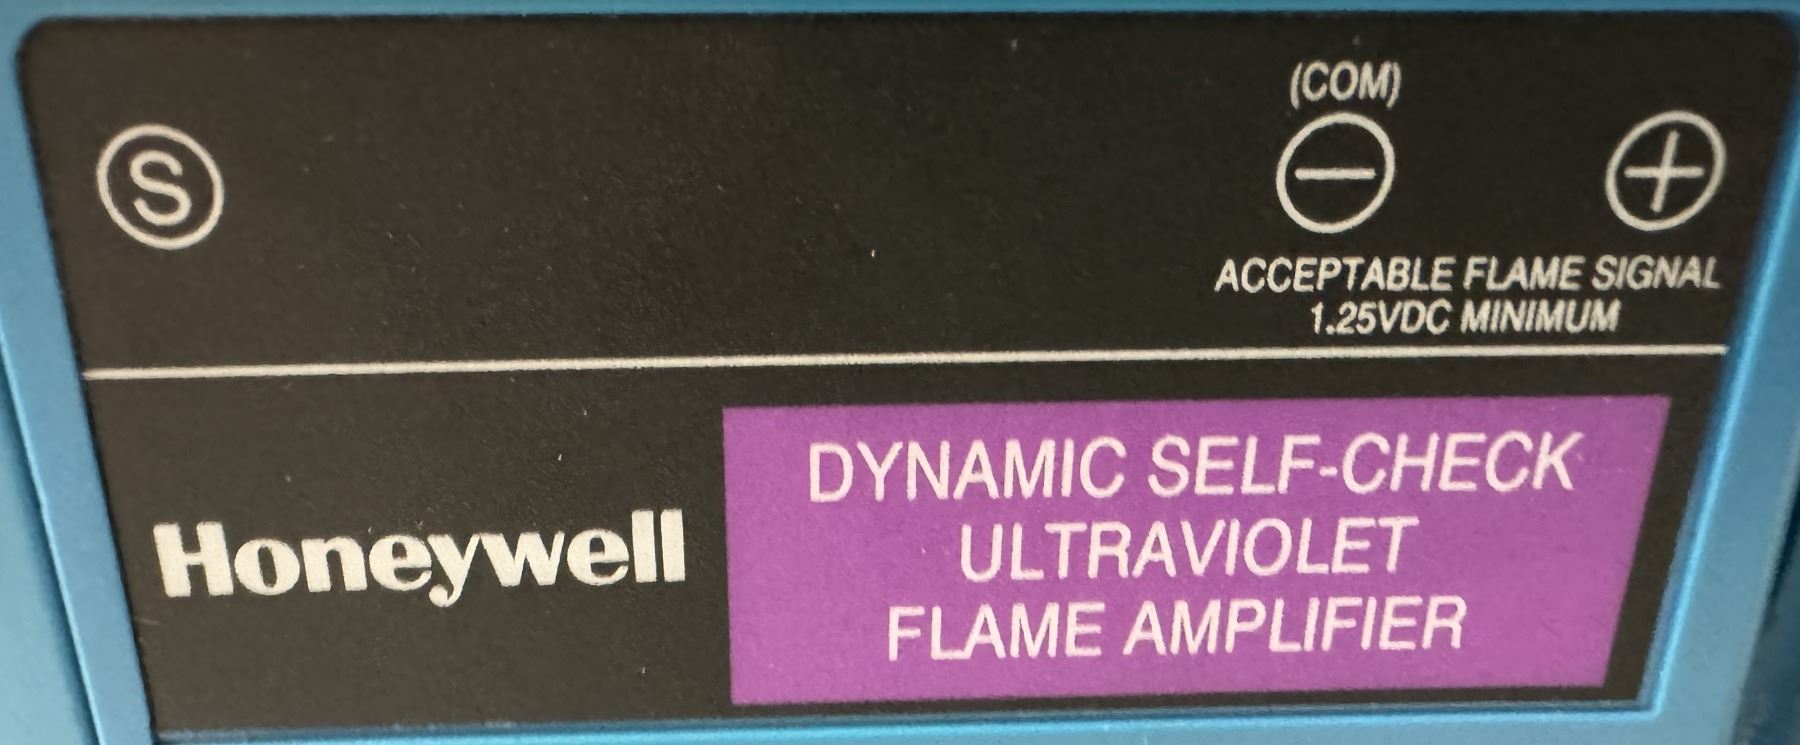 (COM)
S − +
ACCEPTABLE FLAME SIGNAL
1.25VDC MINIMUM
Honeywell
DYNAMIC SELF-CHECK
ULTRAVIOLET
FLAME AMPLIFIER